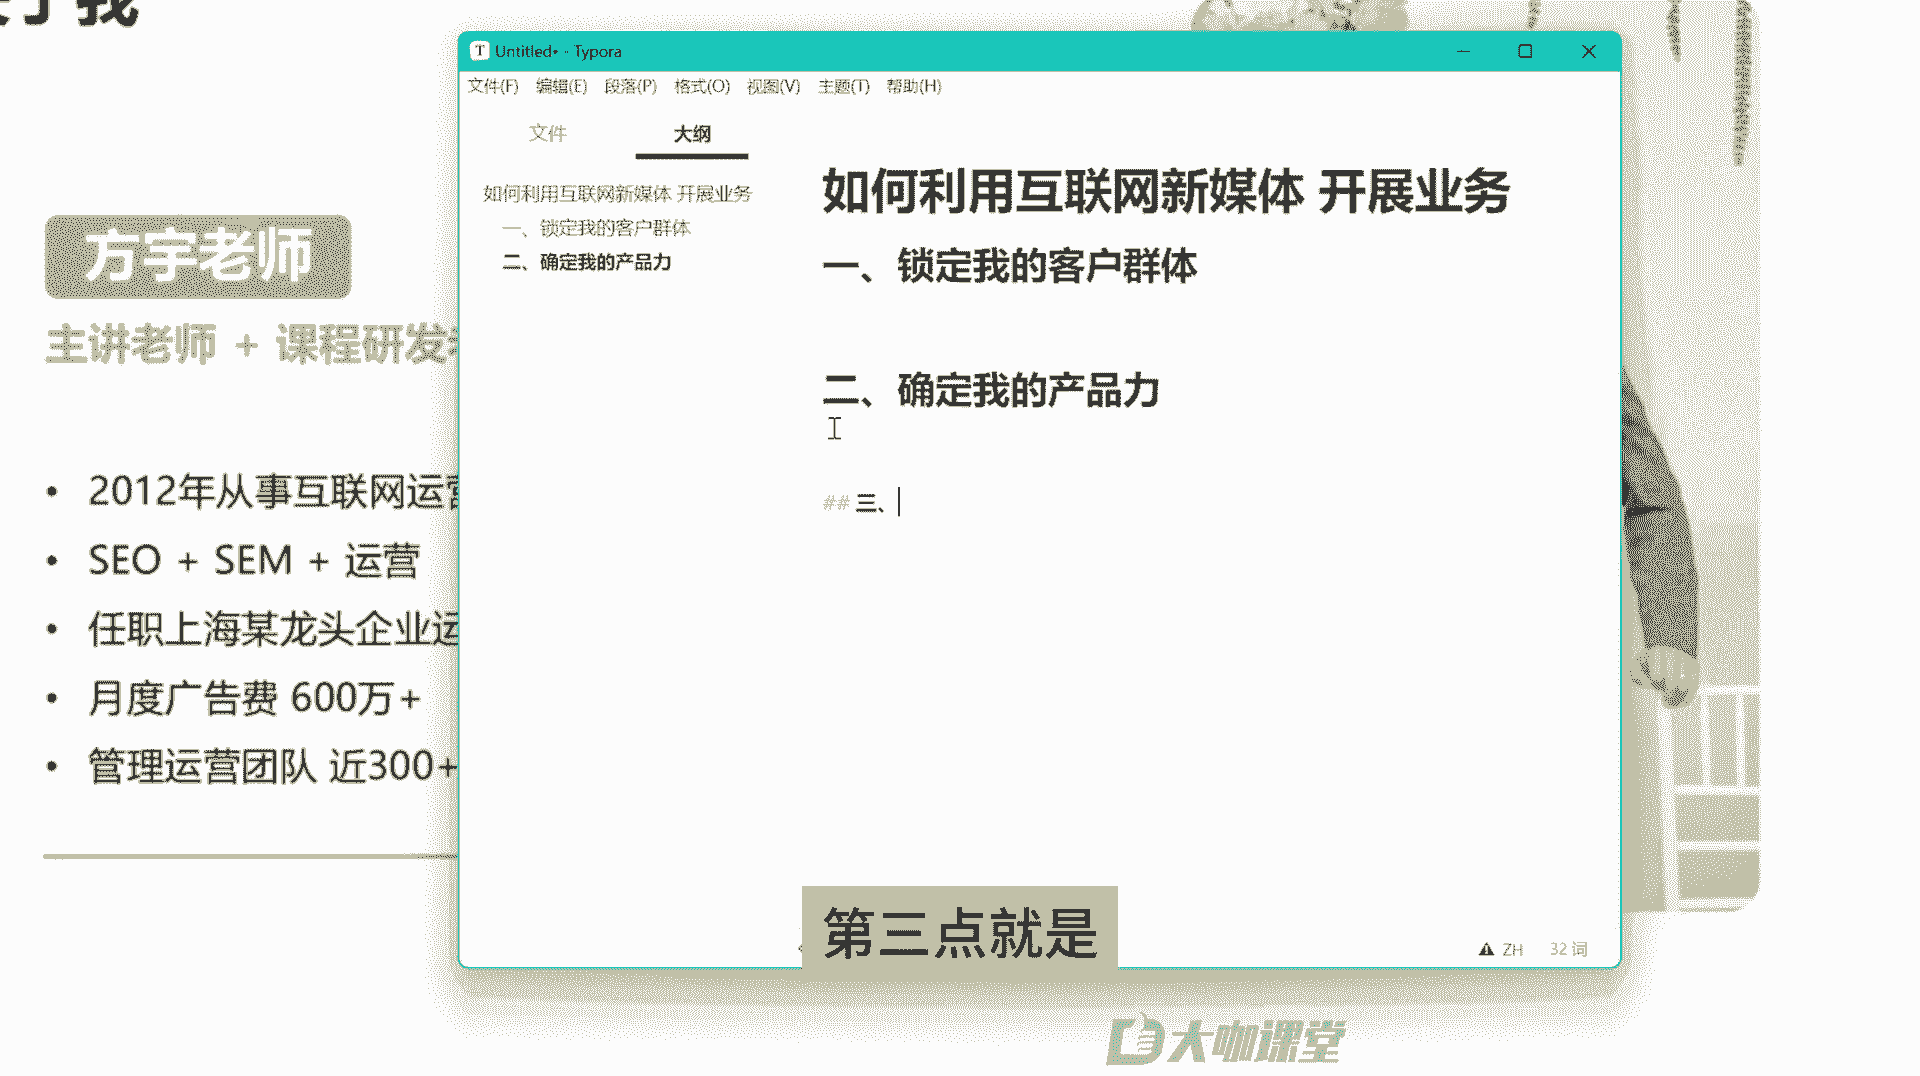 了我
方宇老师
主讲老师 + 课程研发
• 2012年从事互联网运营
• SEO + SEM + 运营
• 任职上海某龙头企业运
• 月度广告费 600万+
• 管理运营团队 近300+
T Untitled• - Typora
文件(F) 编辑(E) 段落(P) 格式(O) 视图(V) 主题(T) 帮助(H)
文件 大纲
如何利用互联网新媒体 开展业务
一、锁定我的客户群体
二、确定我的产品力
如何利用互联网新媒体 开展业务
一、锁定我的客户群体
二、确定我的产品力
## 三、
第三点就是
ZH 32 词
大咖课堂